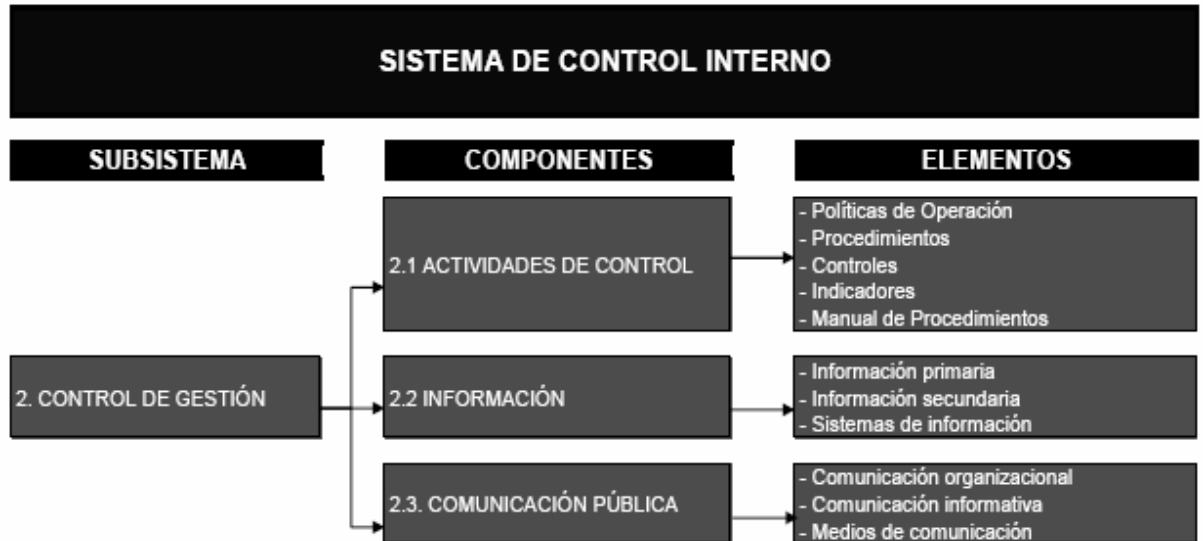 SISTEMA DE CONTROL INTERNO
SUBSISTEMA
COMPONENTES
ELEMENTOS
2. CONTROL DE GESTIÓN
2.1 ACTIVIDADES DE CONTROL
- Políticas de Operación
- Procedimientos
- Controles
- Indicadores
- Manual de Procedimientos
2.2 INFORMACIÓN
- Información primaria
- Información secundaria
- Sistemas de información
2.3. COMUNICACIÓN PÚBLICA
- Comunicación organizacional
- Comunicación informativa
- Medios de comunicación